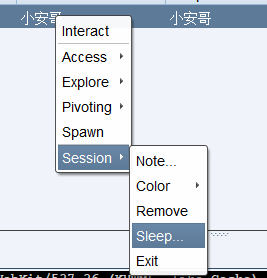 小安哥 小安哥
Interact
Access
Explore
Pivoting
Spawn
Session
Note...
Color
Remove
Sleep...
Exit